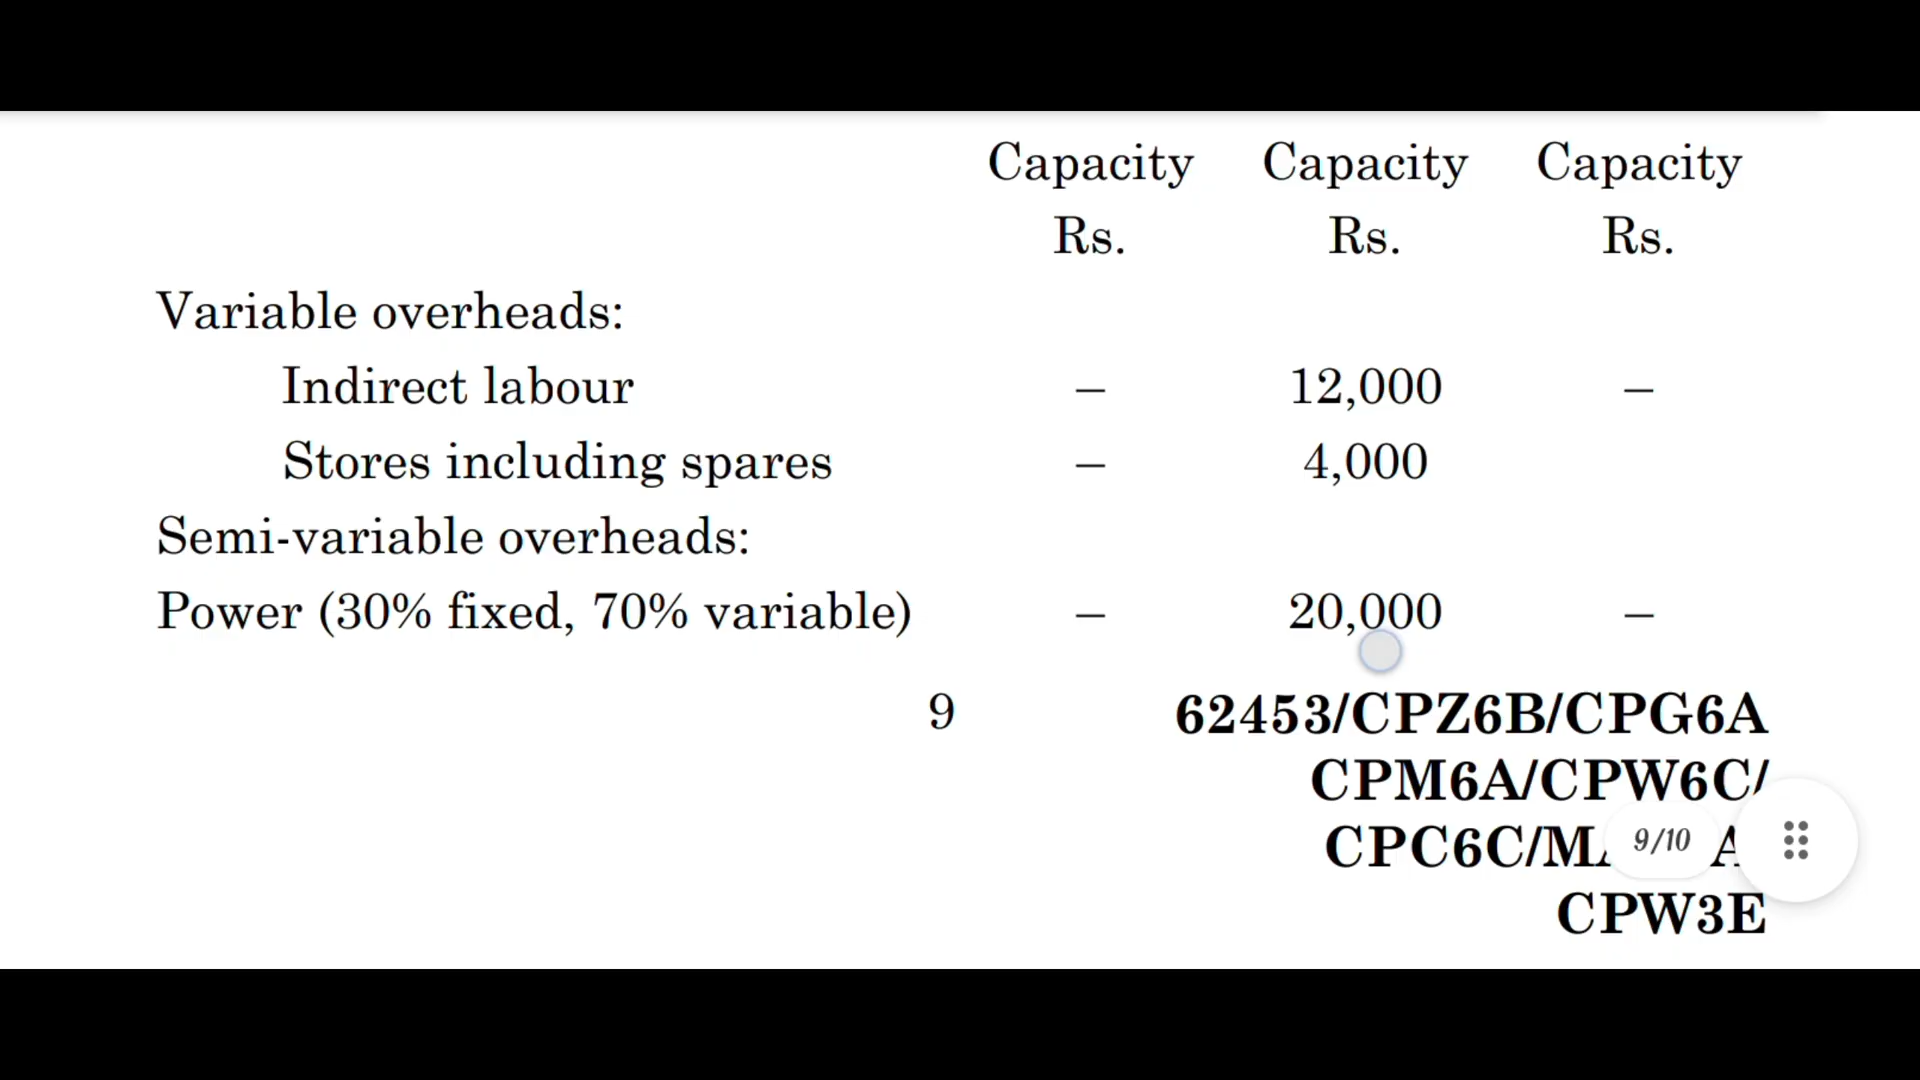 Capacity Capacity Capacity
Rs. Rs. Rs.
Variable overheads:
Indirect labour – 12,000 –
Stores including spares – 4,000
Semi-variable overheads:
Power (30% fixed, 70% variable) – 20,000 –
9 62453/CPZ6B/CPG6A
CPM6A/CPW6C/
CPC6C/
9/10
CPW3E